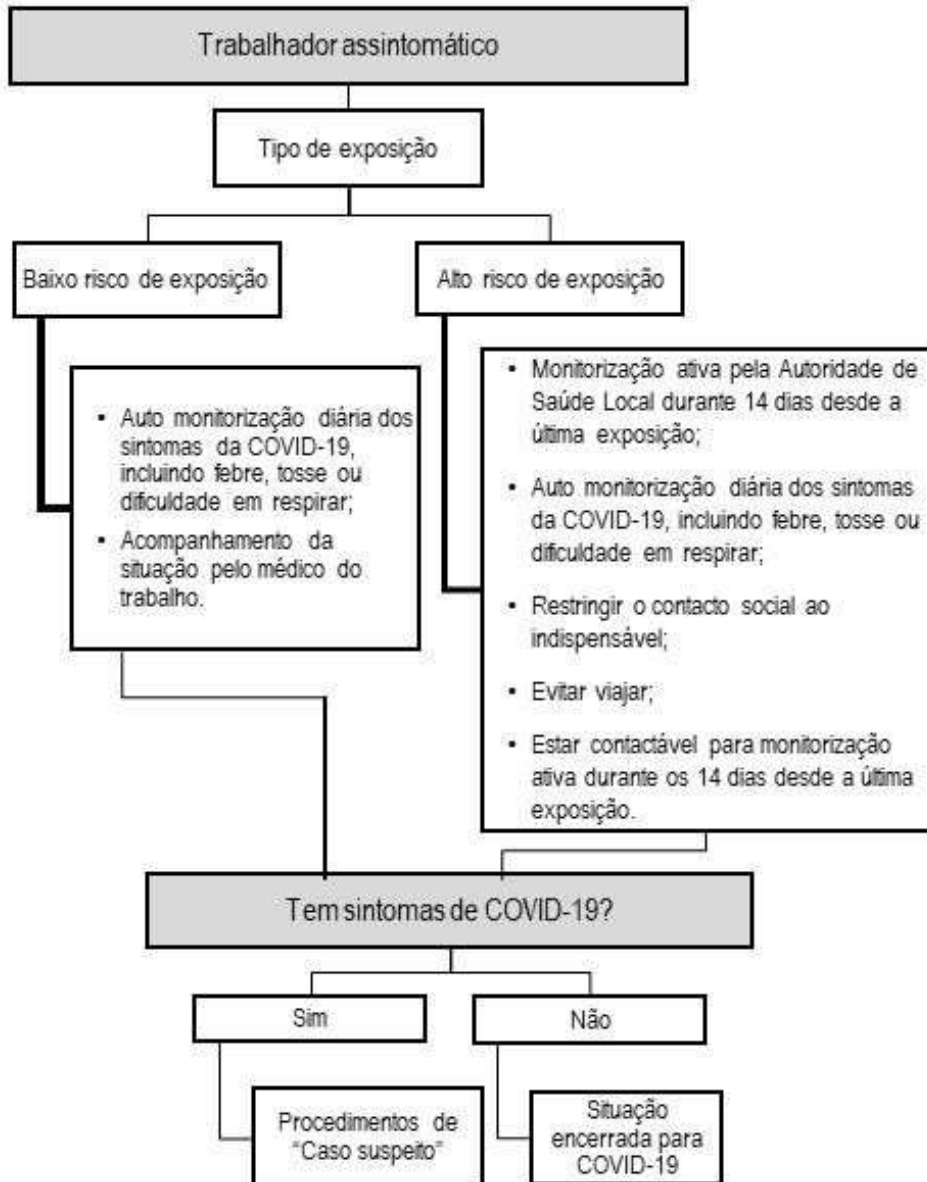 Trabalhador assintomático
Tipo de exposição
Baixo risco de exposição
Alto risco de exposição
▪ Auto monitorização diária dos
sintomas da COVID-19,
incluindo febre, tosse ou
dificuldade em respirar;
▪ Acompanhamento da
situação pelo médico do
trabalho.
▪ Monitorização ativa pela Autoridade de
Saúde Local durante 14 dias desde a
última exposição;
▪ Auto monitorização diária dos sintomas
da COVID-19, incluindo febre, tosse ou
dificuldade em respirar;
▪ Restringir o contacto social ao
indispensável;
▪ Evitar viajar;
▪ Estar contactável para monitorização
ativa durante os 14 dias desde a última
exposição.
Tem sintomas de COVID-19?
Sim
Não
Procedimentos de
“Caso suspeito”
Situação
encerrada para
COVID-19